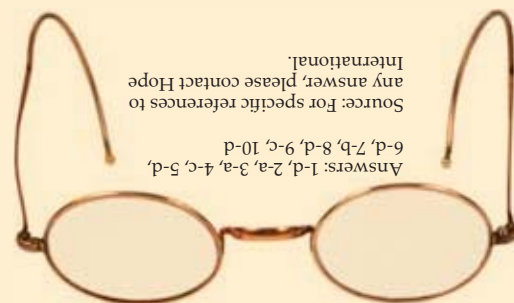 Answers: 1-d, 2-a, 3-a, 4-c, 5-d,
6-d, 7-b, 8-d, 9-c, 10-d
Source: For specific references to
any answer, please contact Hope
International.